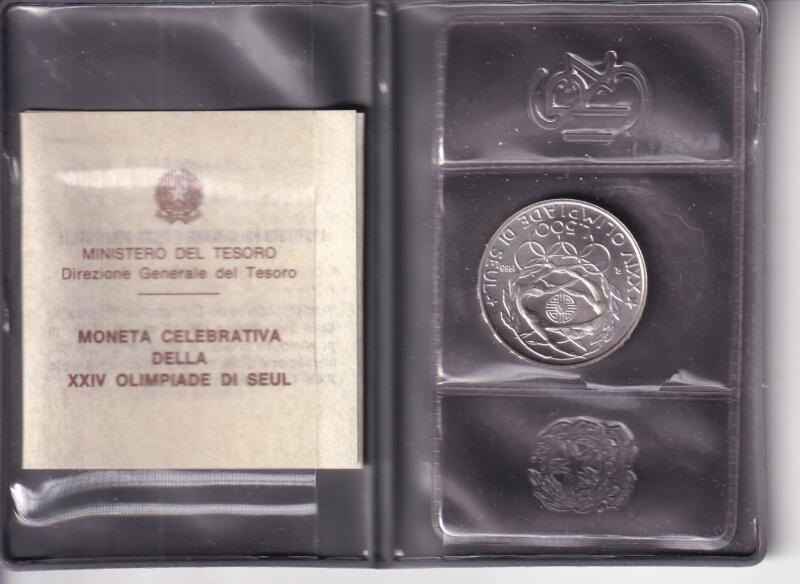 MINISTERO DEL TESORO
Direzione Generale del Tesoro
MONETA CELEBRATIVA
DELLA
XXIV OLIMPIADE DI SEUL
XXIV OLIMPIADE DI SEUL
L.500
1988
R